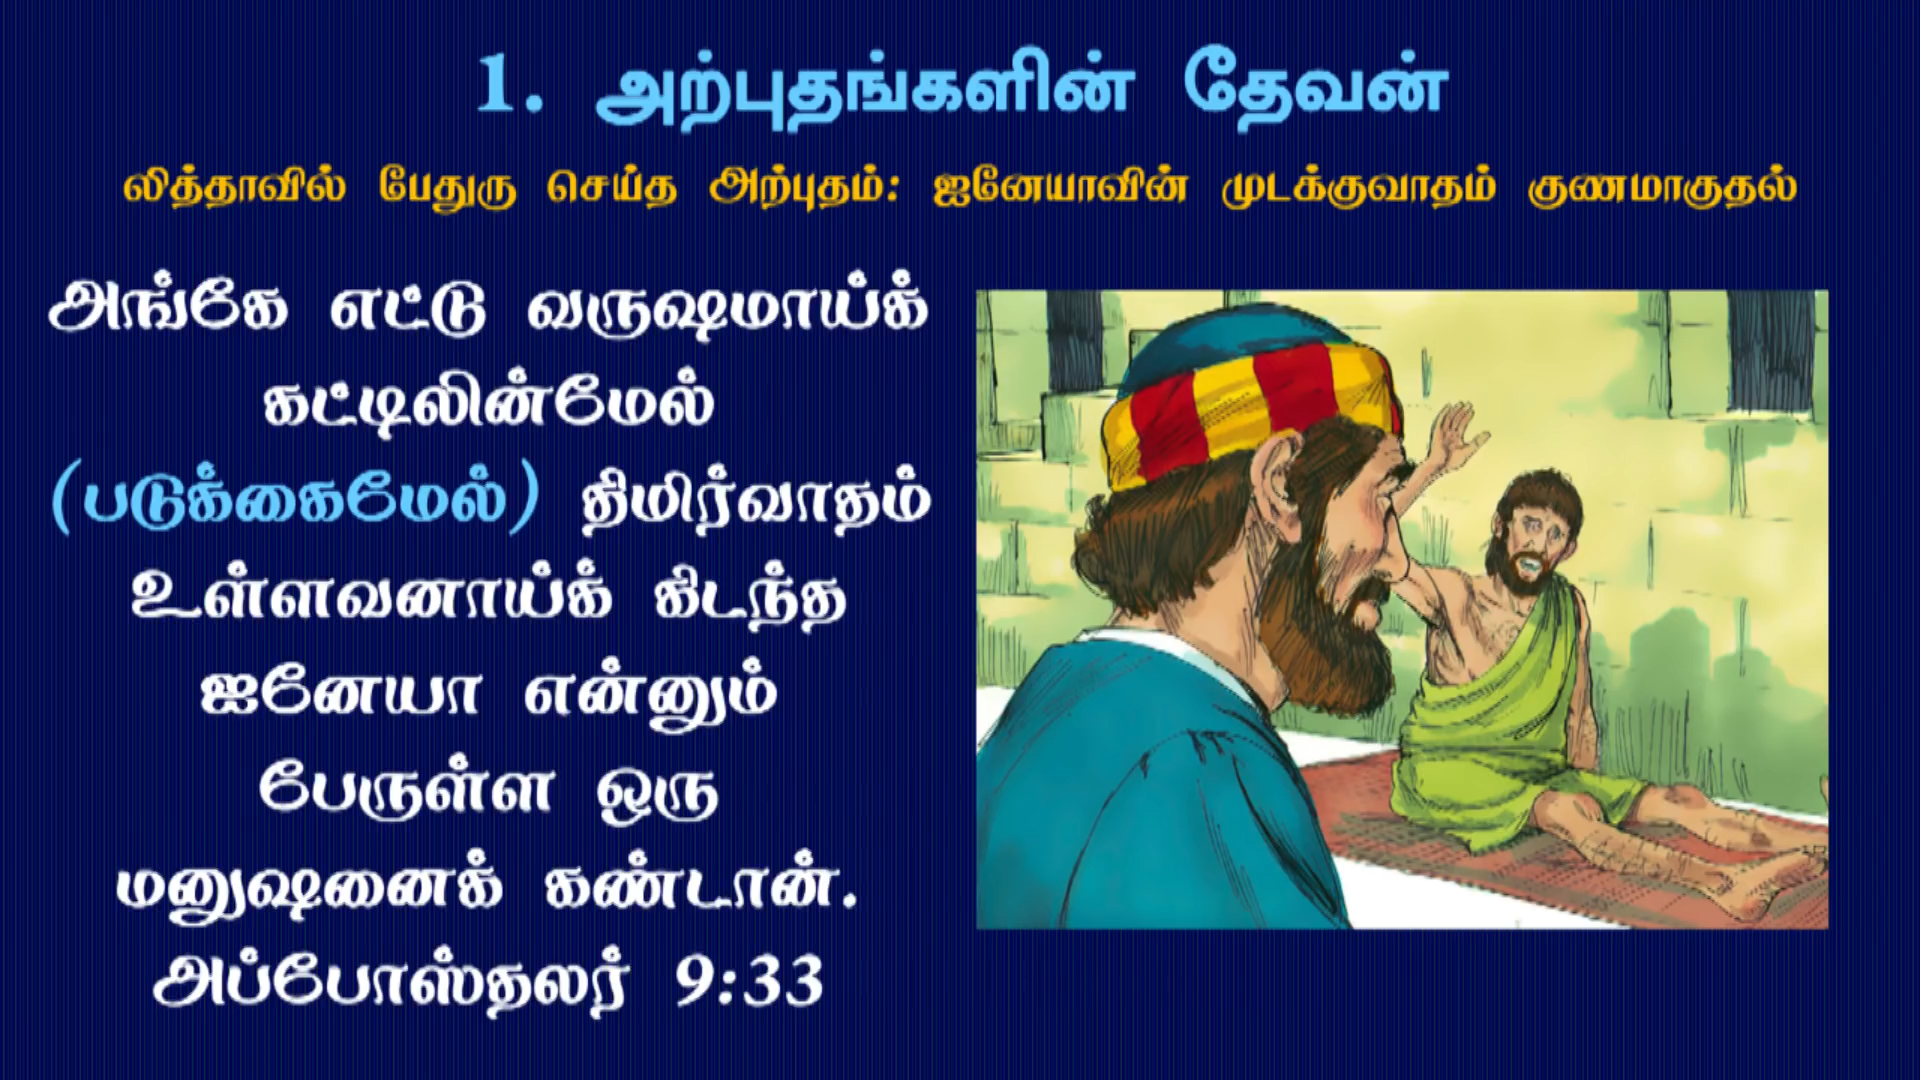 1. அற்புதங்களின் தேவன்
லித்தாவில் பேதுரு செய்த அற்புதம்: ஐனேயாவின் முடக்குவாதம் குணமாகுதல்
அங்கே எட்டு வருஷமாய்க்
கட்டிலின்மேல்
(படுக்கைமேல்) திமிர்வாதம்
உள்ளவனாய்க் கிடந்த
ஐனேயா என்னும்
பேருள்ள ஒரு
மனுஷனைக் கண்டான்.
அப்போஸ்தலர் 9:33